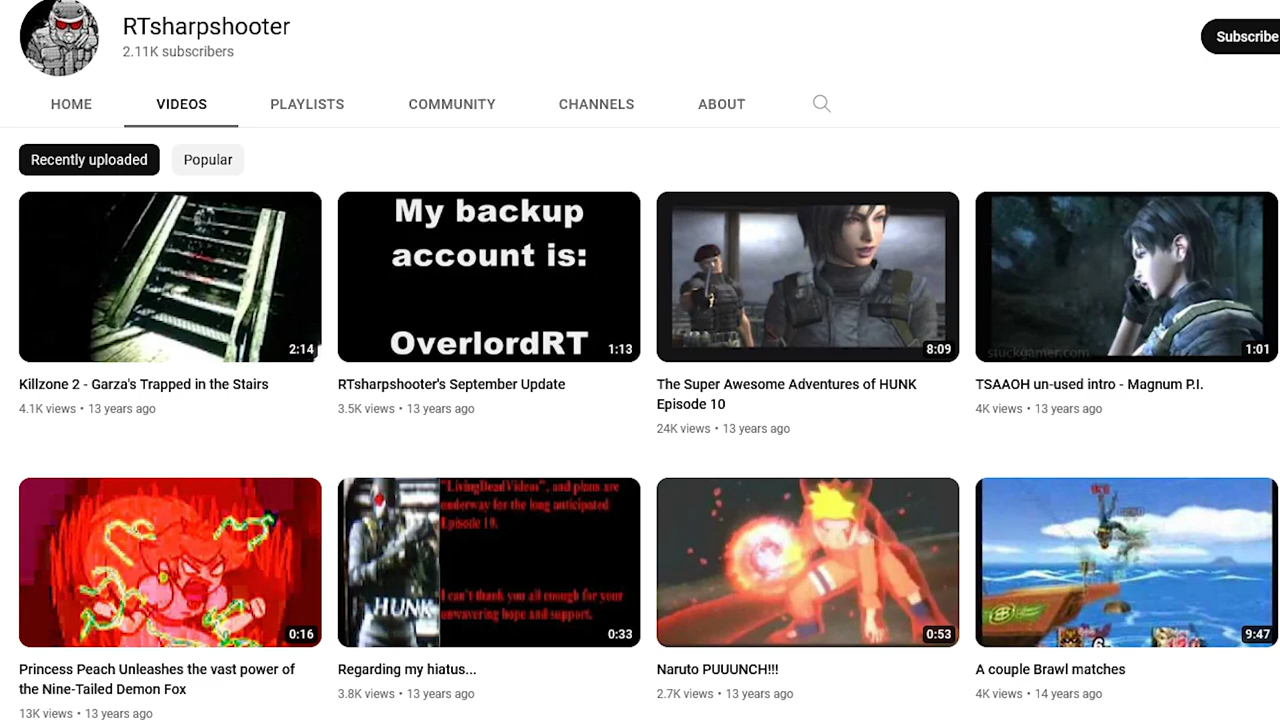 RTsharpshooter
2.11K subscribers
Subscribe
HOME VIDEOS PLAYLISTS COMMUNITY CHANNELS ABOUT
Recently uploaded Popular
My backup
account is:
OverlordRT
stuckgamer.com
2:14 1:13 8:09 1:01
Killzone 2 - Garza's Trapped in the Stairs
4.1K views • 13 years ago
RTsharpshooter's September Update
3.5K views • 13 years ago
The Super Awesome Adventures of HUNK
Episode 10
24K views • 13 years ago
TSAAOH un-used intro - Magnum P.I.
4K views • 13 years ago
"LivingDeadVideos", and plans are
underway for the long anticipated
Episode 10.
I can't thank you all enough for your
unwavering hope and support.
HUNK
0:16 0:33 0:53 9:47
Princess Peach Unleashes the vast power of
the Nine-Tailed Demon Fox
13K views • 13 years ago
Regarding my hiatus...
3.8K views • 13 years ago
Naruto PUUUNCH!!!
2.7K views • 13 years ago
A couple Brawl matches
4K views • 14 years ago